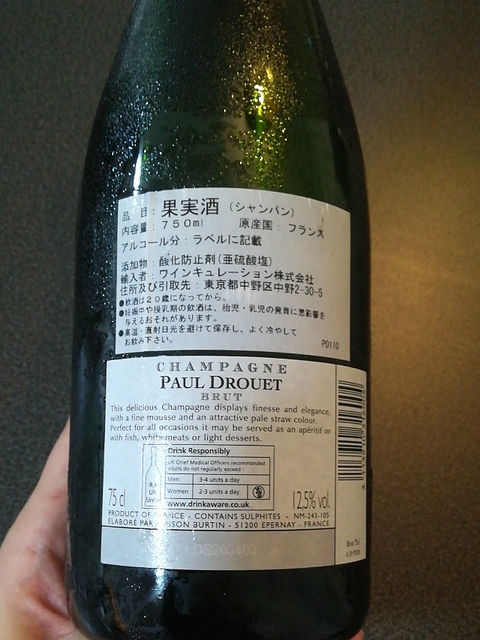 品 目：果実酒（シャンパン）
内容量：750ml 原産国 フランス
アルコール分：ラベルに記載
添加物：酸化防止剤（亜硫酸塩）
輸入者：ワインキュレーション株式会社
住所及び引取先：東京都中野区中野2-30-5
●飲酒は20歳になってから。
●妊娠中や授乳期の飲酒は、胎児・乳児の発育に悪影響を
与えるおそれがあります。
●高温・直射日光を避けて保存し、よく冷やして
お飲み下さい。
P0110
CHAMPAGNE
PAUL DROUET
BRUT
This delicious Champagne displays finesse and elegance,
with a fine mousse and an attractive pale straw colour.
Perfect for all occasions it may be served as an apéritif or
with fish, white meats or light desserts.
Drink Responsibly
UK Chief Medical Officers recommended
adults do not regularly exceed
Men 3-4 units a day
Women 2-3 units a day
www.drinkaware.co.uk
UK
75 cl
12,5% vol.
PRODUCT OF FRANCE - CONTAINS SULPHITES - NM-243-105
ÉLABORÉ PAR MAISON BURTIN - 51200 EPERNAY - FRANCE